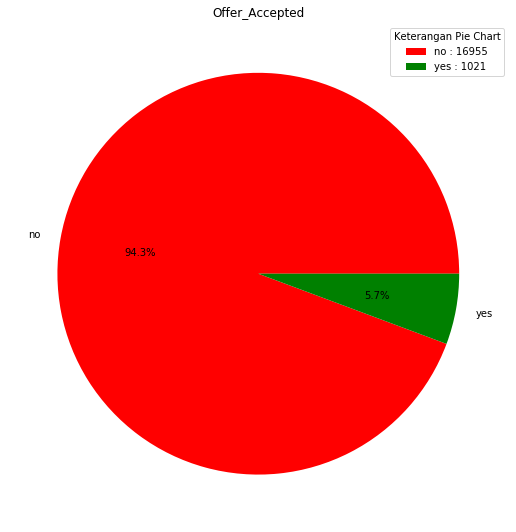 Offer_Accepted
Keterangan Pie Chart
no : 16955
yes : 1021
no
94.3%
5.7%
yes